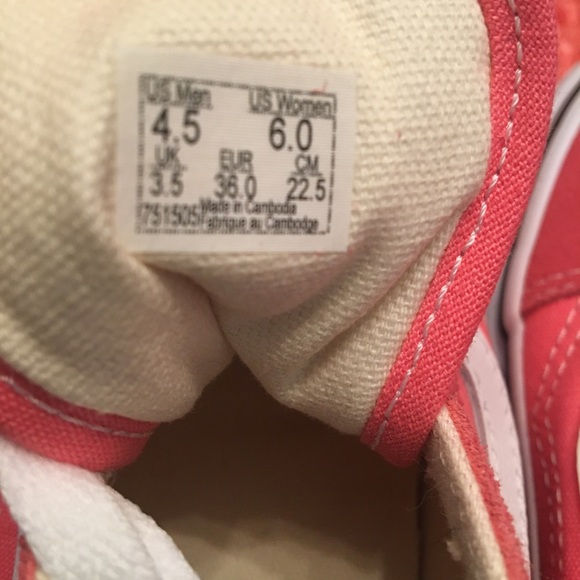 US Men US Women
4.5 6.0
UK EUR CM
3.5 36.0 22.5
751505 Made in Cambodia
Fabriqué au Cambodge